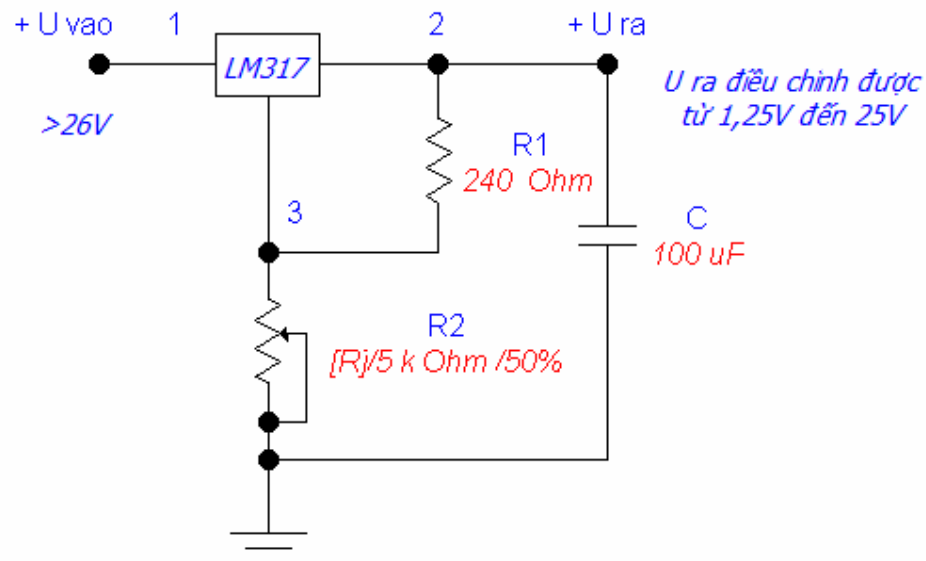 + U vao
1
2
+ U ra
LM317
>26V
U ra điều chỉnh được
từ 1,25V đến 25V
R1
240 Ohm
3
C
100 uF
R2
[R]/5 k Ohm /50%